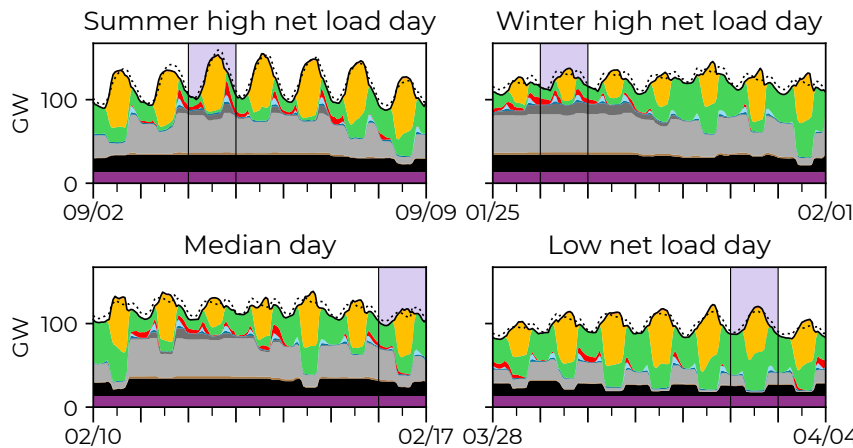 Summer high net load day
Winter high net load day
GW
100
0
09/02
09/09
01/25
02/01
Median day
Low net load day
GW
100
0
02/10
02/17
03/28
04/04